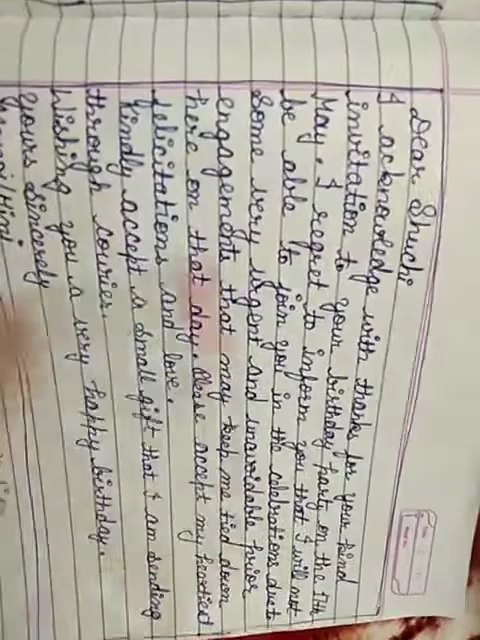 Dear Shuchi
I acknowledge with thanks for your kind
invitation to your birthday party on the 17th
May. I regret to inform you that I will not
be able to join you in the celebrations due to
some very urgent and unavoidable prior
engagements that may keep me tied down
here on that day. Please accept my heartiest
felicitations and love.
Kindly accept a small gift that I am sending
through courier.
Wishing you a very happy birthday.
Yours Sincerely